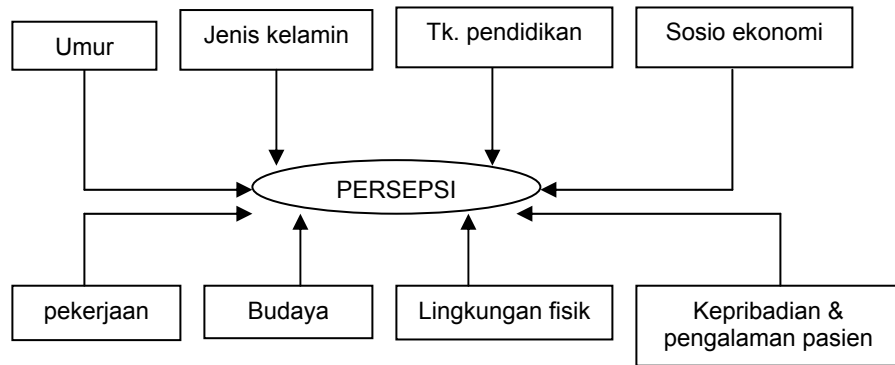 Umur
Jenis kelamin
Tk. pendidikan
Sosio ekonomi
PERSEPSI
pekerjaan
Budaya
Lingkungan fisik
Kepribadian &
pengalaman pasien